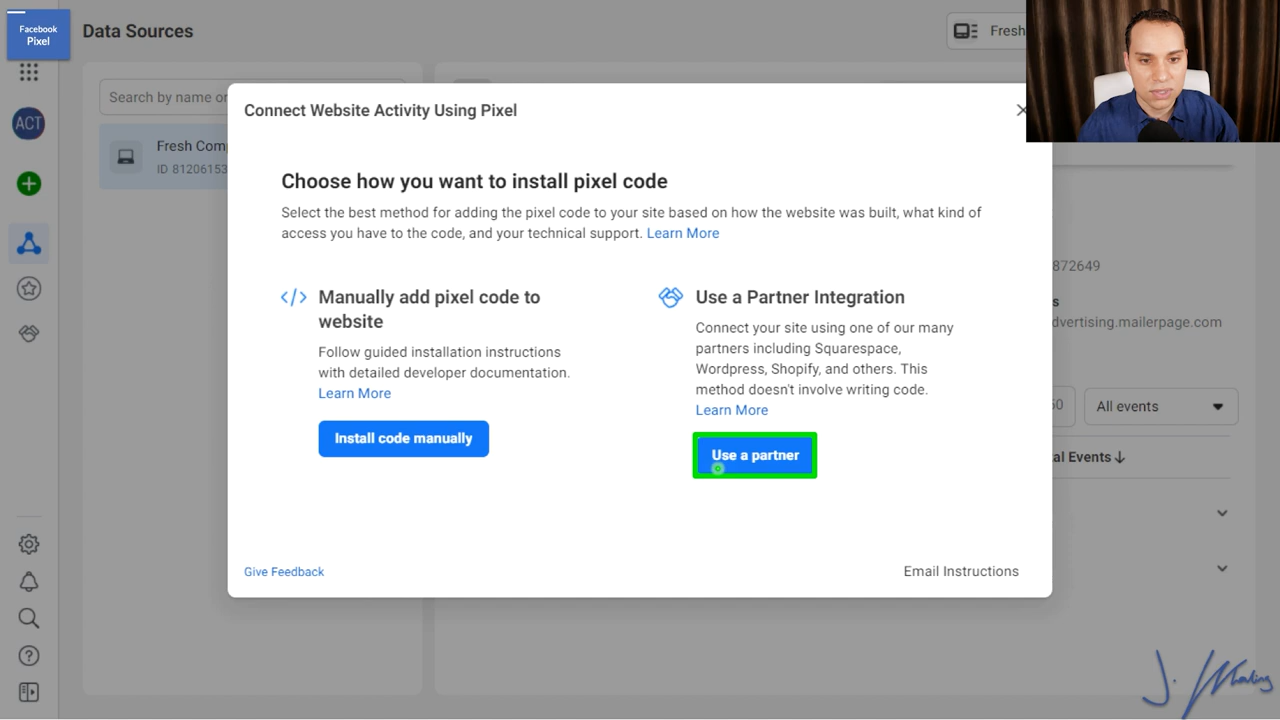 Facebook
Pixel
Data Sources
Fresh
ACT
Search by name or
Fresh Com
ID 81206153
Connect Website Activity Using Pixel
Choose how you want to install pixel code
Select the best method for adding the pixel code to your site based on how the website was built, what kind of
access you have to the code, and your technical support. Learn More
</> Manually add pixel code to
website
Follow guided installation instructions
with detailed developer documentation.
Learn More
Install code manually
Use a Partner Integration
Connect your site using one of our many
partners including Squarespace,
Wordpress, Shopify, and others. This
method doesn't involve writing code.
Learn More
Use a partner
Give Feedback
Email Instructions
872649
s
dvertising.mailerpage.com
50
All events
al Events